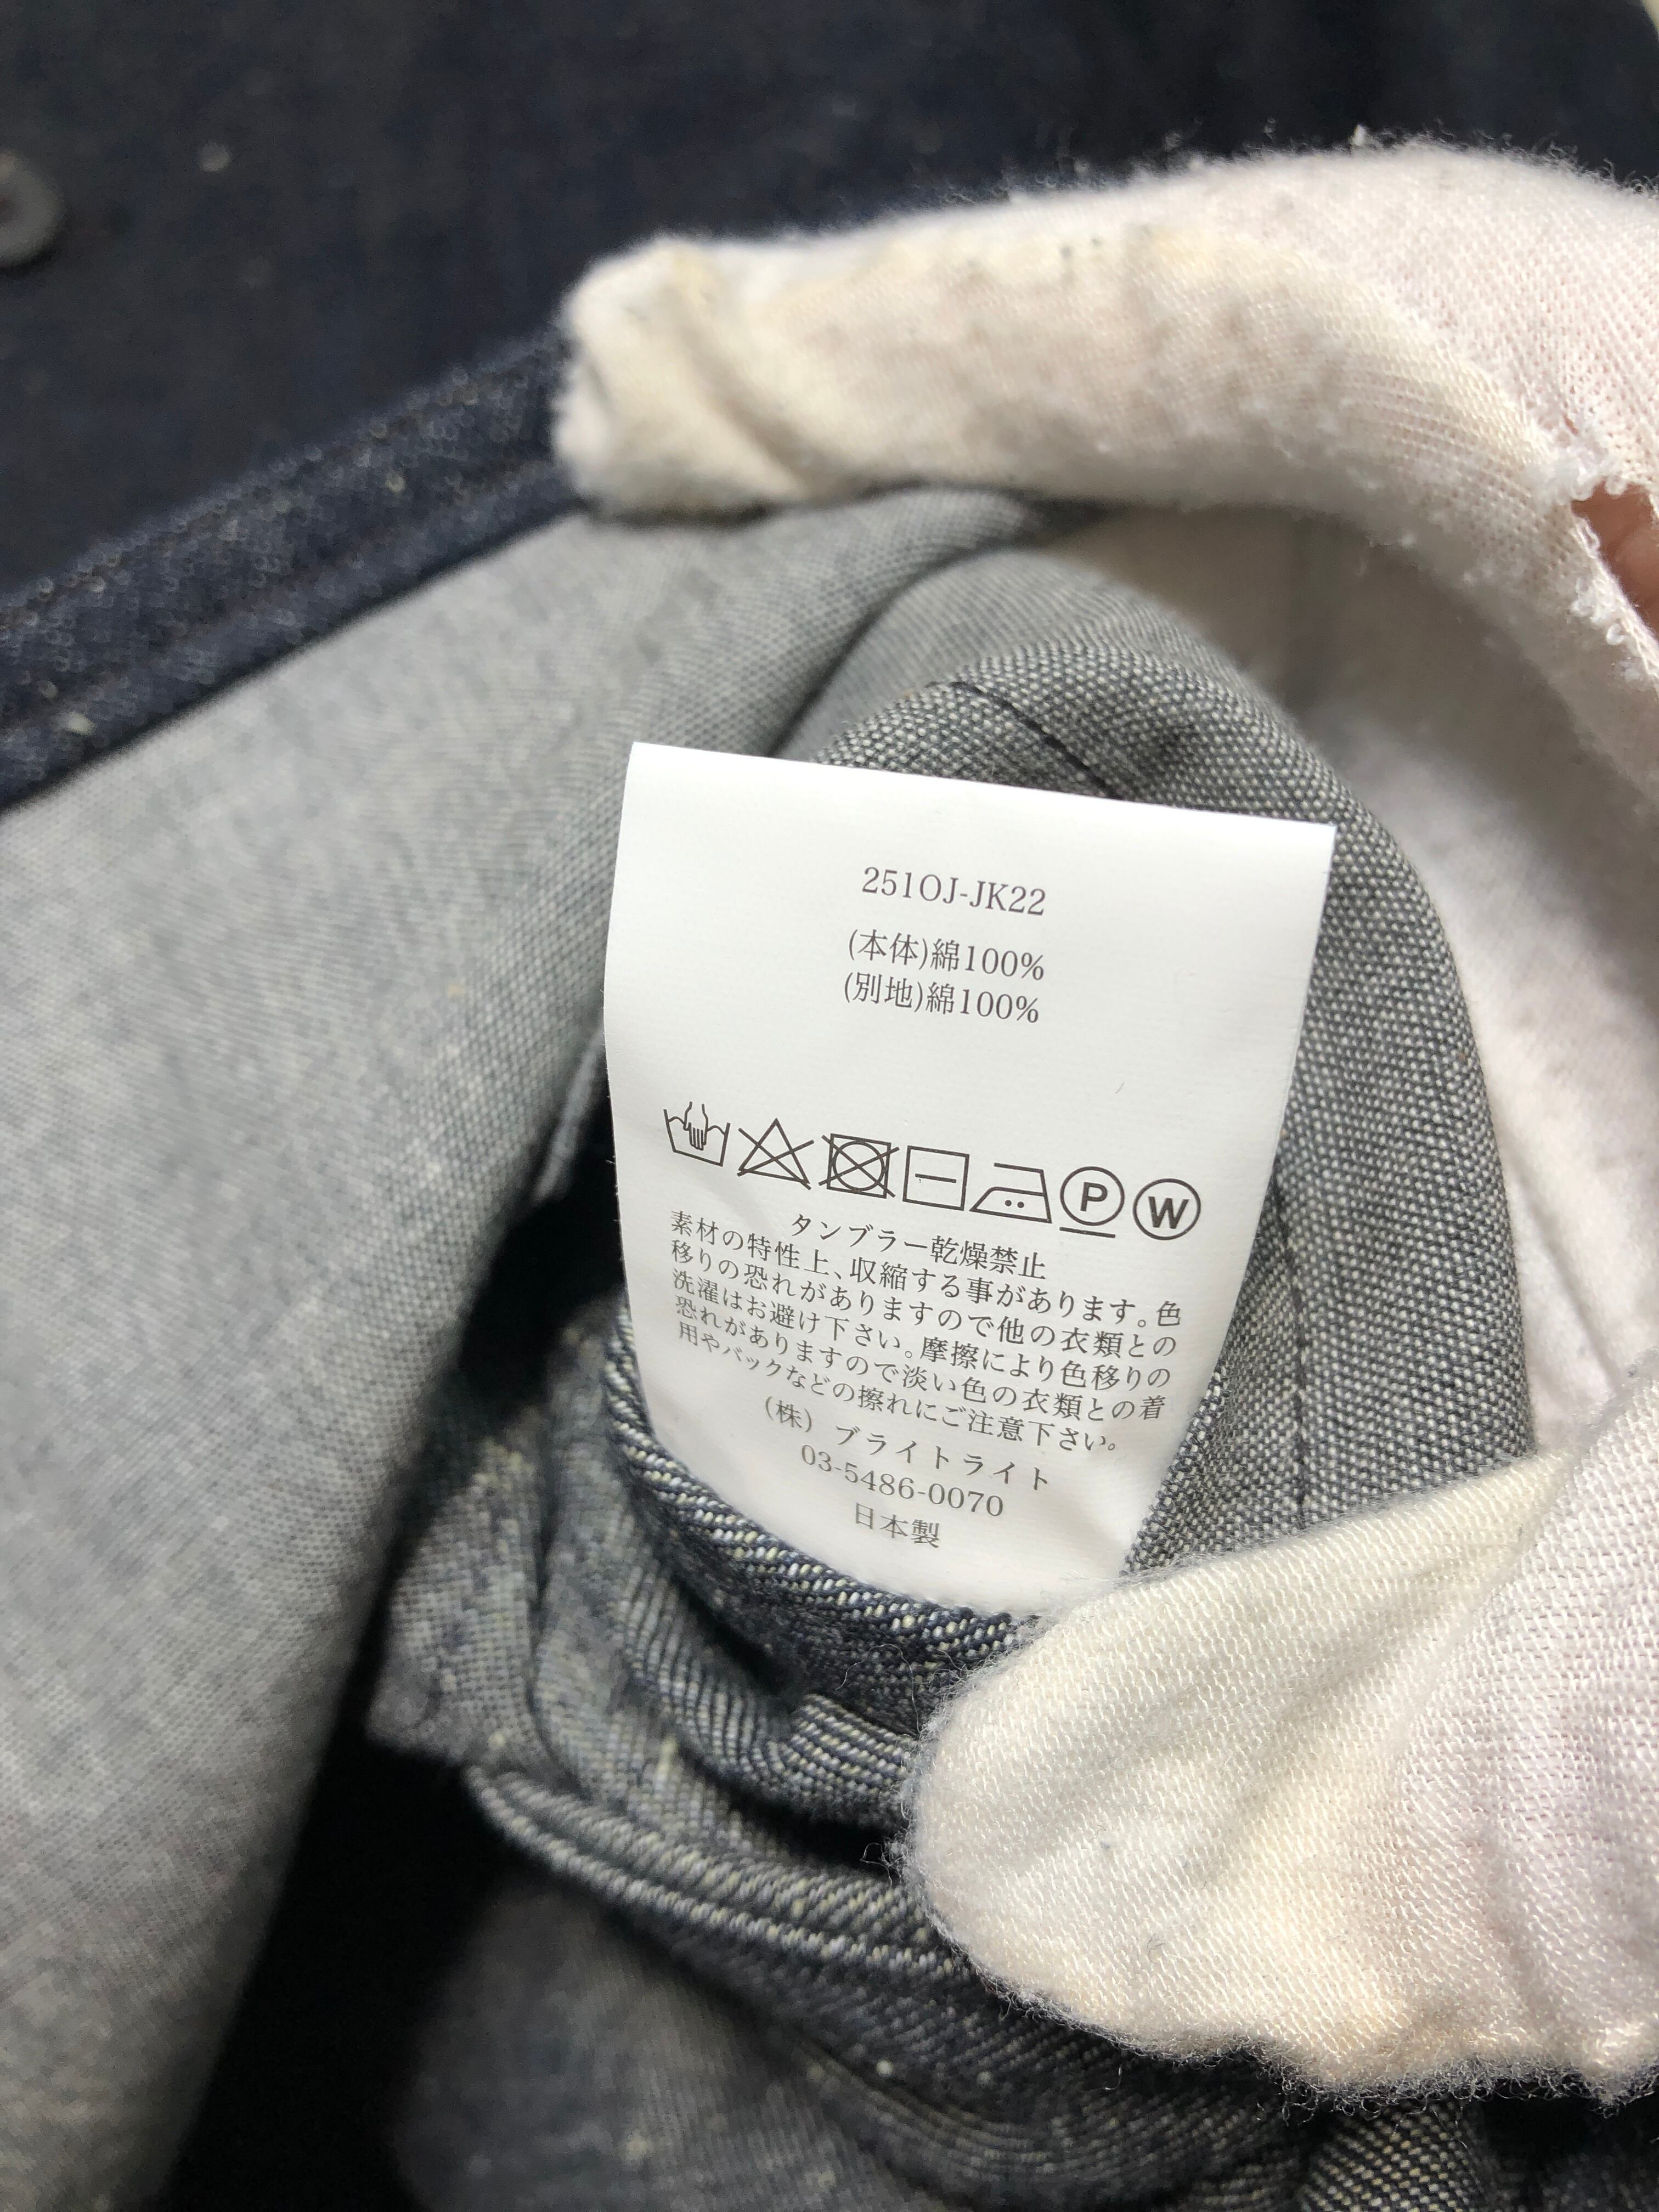 251OJ-JK22
(本体)綿100%
(別地)綿100%
P W
タンブラー乾燥禁止
素材の特性上、収縮する事があります。色
移りの恐れがありますので他の衣類との
洗濯はお避け下さい。摩擦により色移りの
恐れがありますので淡い色の衣類との着
用やバックなどの擦れにご注意下さい。
(株) ブライトライト
03-5486-0070
日本製